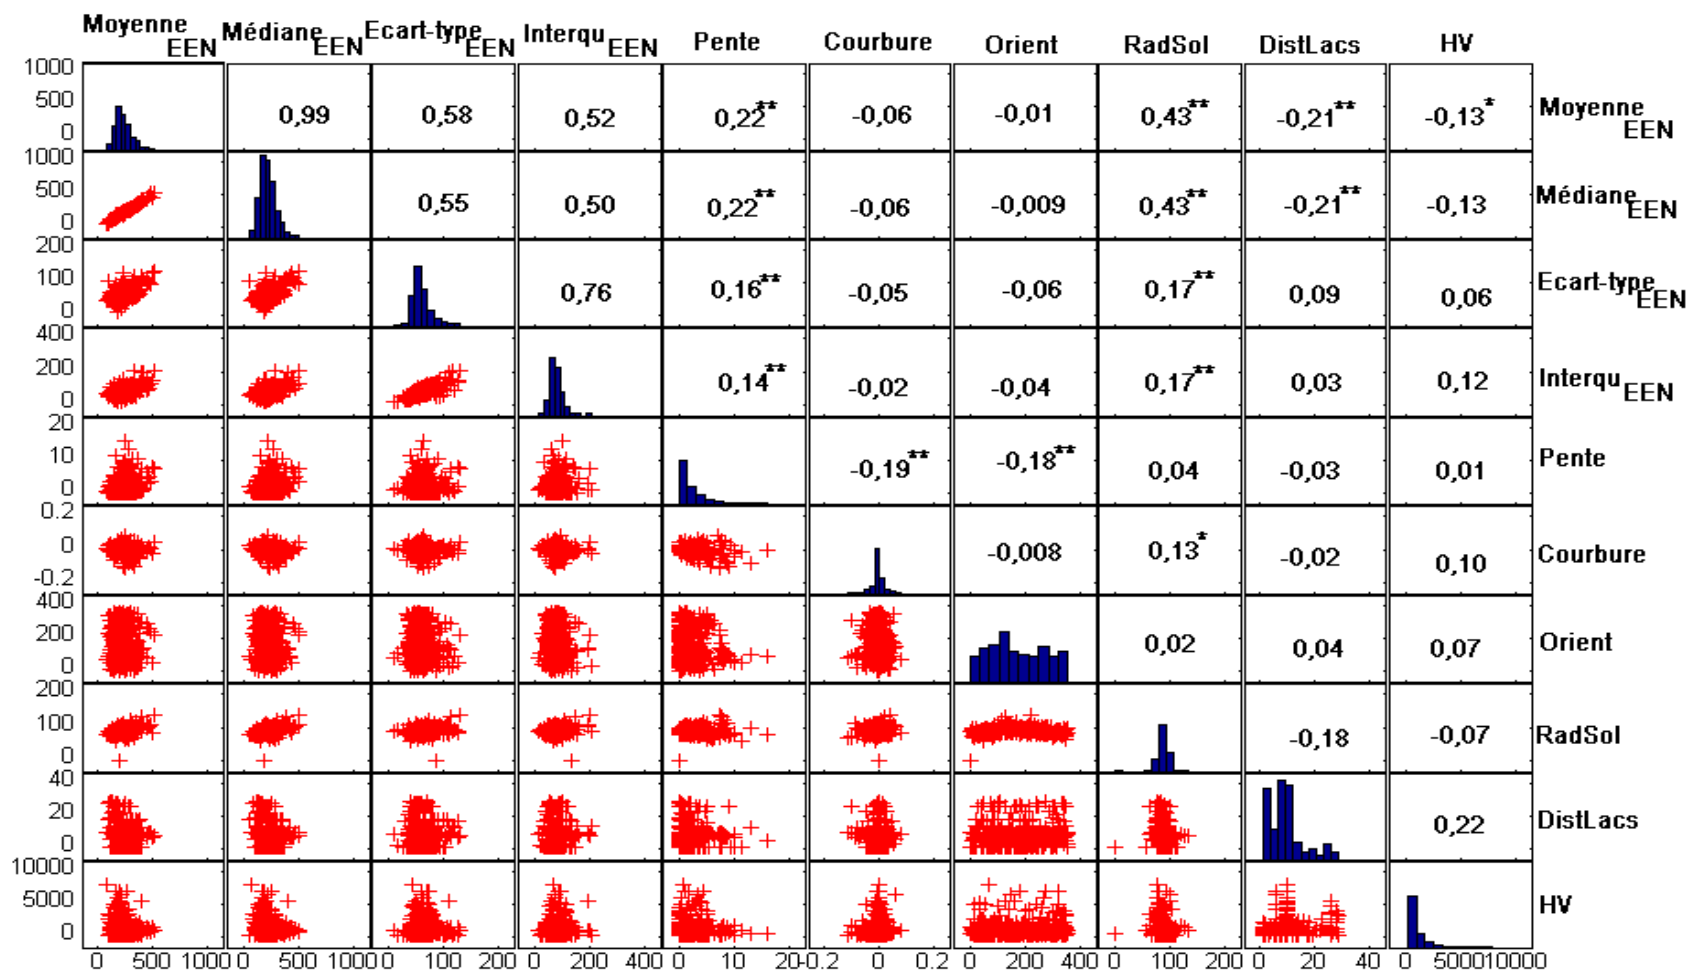 Moyenne EEN Médiane EEN Ecart-type EEN Interqu EEN Pente Courbure Orient RadSol DistLacs HV
1000 500 0 0,99 0,58 0,52 0,22** -0,06 -0,01 0,43** -0,21** -0,13* Moyenne EEN
1000 500 0 0,55 0,50 0,22** -0,06 -0,009 0,43** -0,21** -0,13 Médiane EEN
200 100 0 0,76 0,16** -0,05 -0,06 0,17** 0,09 0,06 Ecart-type EEN
400 200 0 0,14** -0,02 -0,04 0,17** 0,03 0,12 Interqu EEN
20 10 0 -0,19** -0,18** 0,04 -0,03 0,01 Pente
0.2 0 -0.2 -0,008 0,13* -0,02 0,10 Courbure
400 200 0 0,02 0,04 0,07 Orient
200 100 0 -0,18 -0,07 RadSol
40 20 0 0,22 DistLacs
10000 5000 0 HV
0 500 1000 0 500 1000 0 100 200 0 200 400 0 10 20 -0.2 0 0.2 0 200 400 0 100 200 0 20 40 0 5000 10000